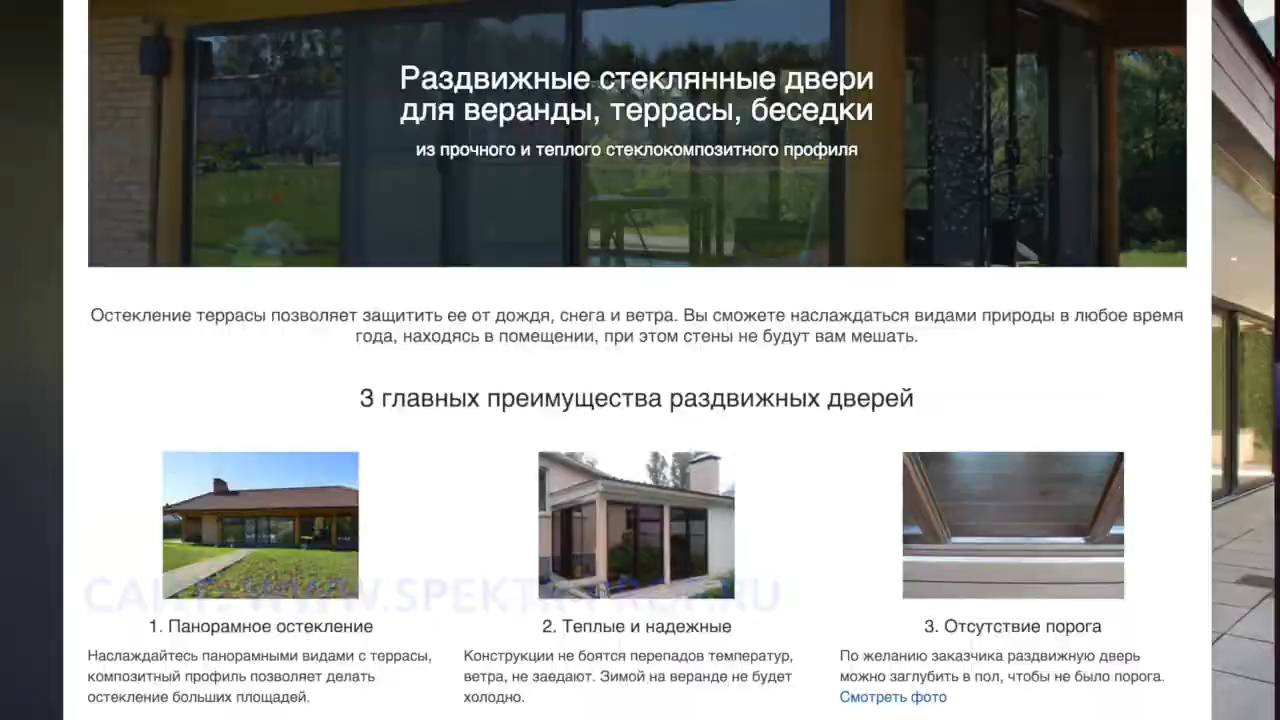 Раздвижные стеклянные двери
для веранды, террасы, беседки
из прочного и теплого стеклокомпозитного профиля
Остекление террасы позволяет защитить ее от дождя, снега и ветра. Вы сможете наслаждаться видами природы в любое время
года, находясь в помещении, при этом стены не будут вам мешать.
3 главных преимущества раздвижных дверей
1. Панорамное остекление
Наслаждайтесь панорамными видами с террасы,
композитный профиль позволяет делать
остекление больших площадей.
2. Теплые и надежные
Конструкции не боятся перепадов температур,
ветра, не заедают. Зимой на веранде не будет
холодно.
3. Отсутствие порога
По желанию заказчика раздвижную дверь
можно заглубить в пол, чтобы не было порога.
Смотреть фото